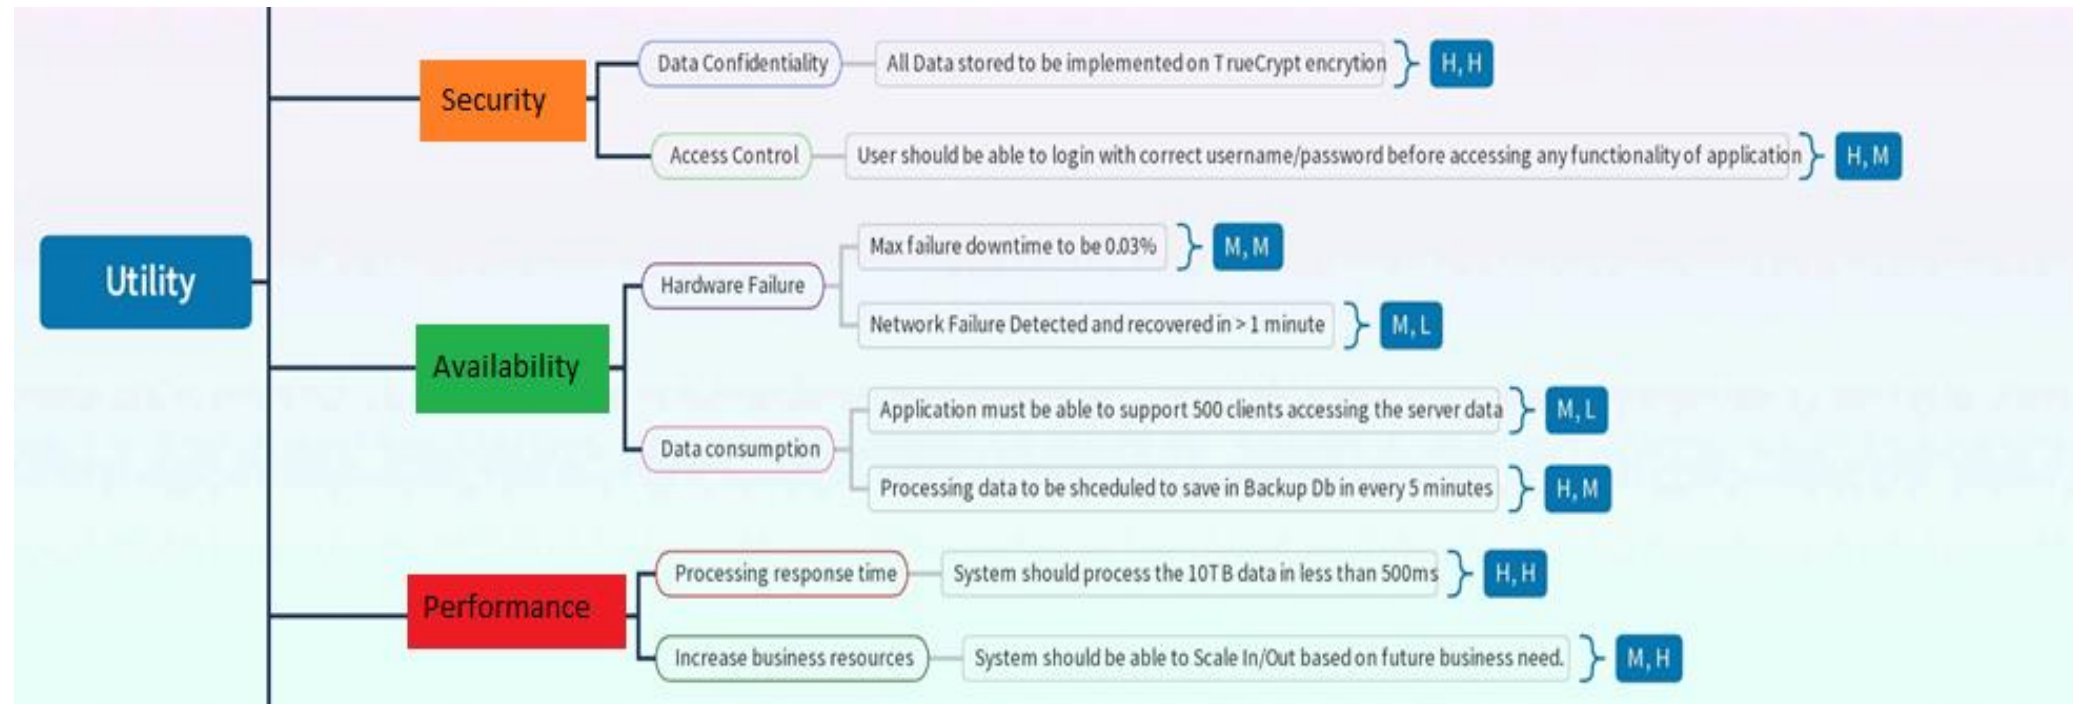 Utility
Security
Data Confidentiality
All Data stored to be implemented on TrueCrypt encrytion
H, H
Access Control
User should be able to login with correct username/password before accessing any functionality of application
H, M
Availability
Hardware Failure
Max failure downtime to be 0.03%
M, M
Network Failure Detected and recovered in > 1 minute
M, L
Data consumption
Application must be able to support 500 clients accessing the server data
M, L
Processing data to be shceduled to save in Backup Db in every 5 minutes
H, M
Performance
Processing response time
System should process the 10TB data in less than 500ms
H, H
Increase business resources
System should be able to Scale In/Out based on future business need.
M, H